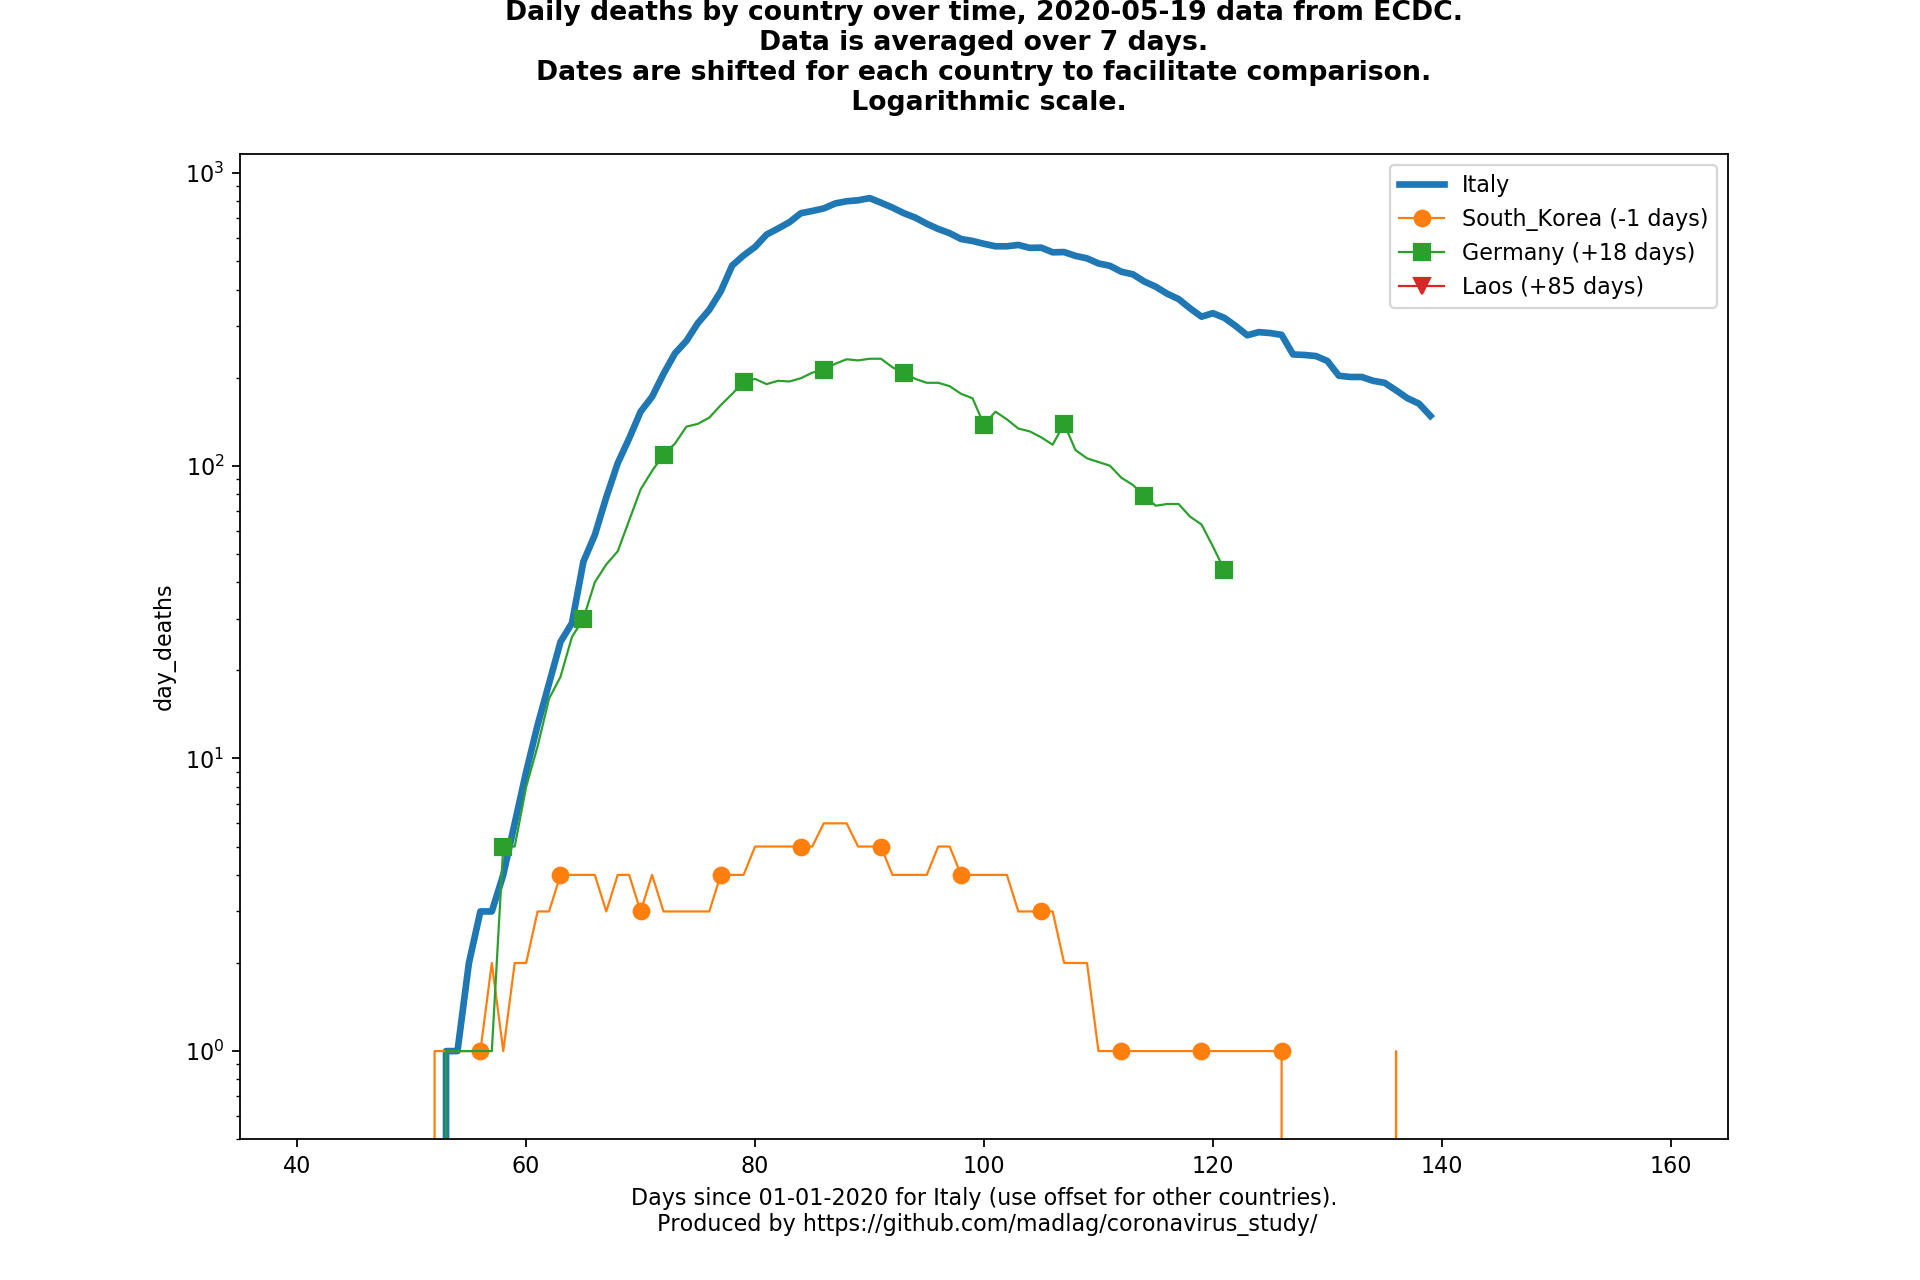 Daily deaths by country over time, 2020-05-19 data from ECDC.
Data is averaged over 7 days.
Dates are shifted for each country to facilitate comparison.
Logarithmic scale.
10³
10²
10¹
10⁰
day_deaths
Italy
South_Korea (-1 days)
Germany (+18 days)
Laos (+85 days)
40 60 80 100 120 140 160
Days since 01-01-2020 for Italy (use offset for other countries).
Produced by https://github.com/madlag/coronavirus_study/